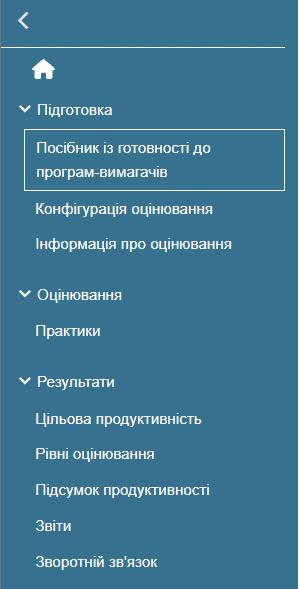 Підготовка
Посібник із готовності до
програм-вимагачів
Конфігурація оцінювання
Інформація про оцінювання
Оцінювання
Практики
Результати
Цільова продуктивність
Рівні оцінювання
Підсумок продуктивності
Звіти
Зворотній зв'язок